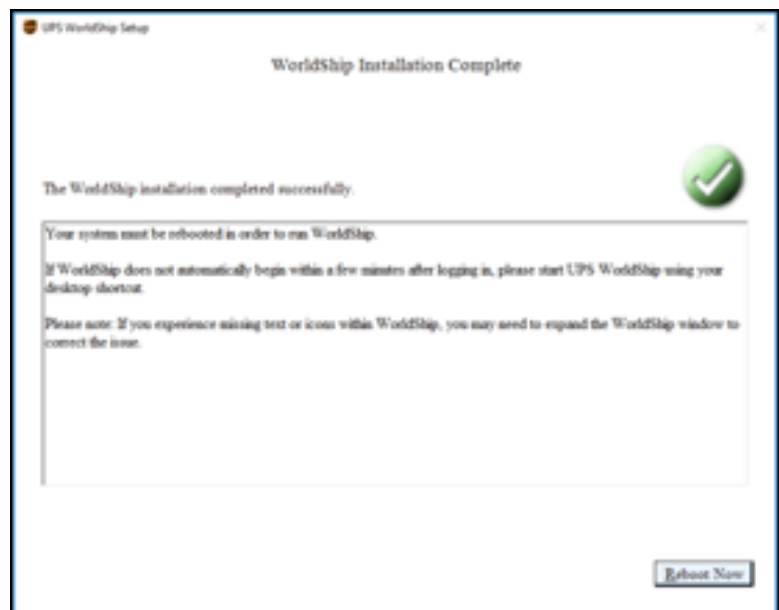 UPS WorldShip Setup
WorldShip Installation Complete
The WorldShip installation completed successfully.
Your system must be rebooted in order to run WorldShip.
If WorldShip does not automatically begin within a few minutes after logging in, please start UPS WorldShip using your
desktop shortcut.
Please note: If you experience missing text or icons within WorldShip, you may need to expand the WorldShip window to
correct the issue.
Reboot Now